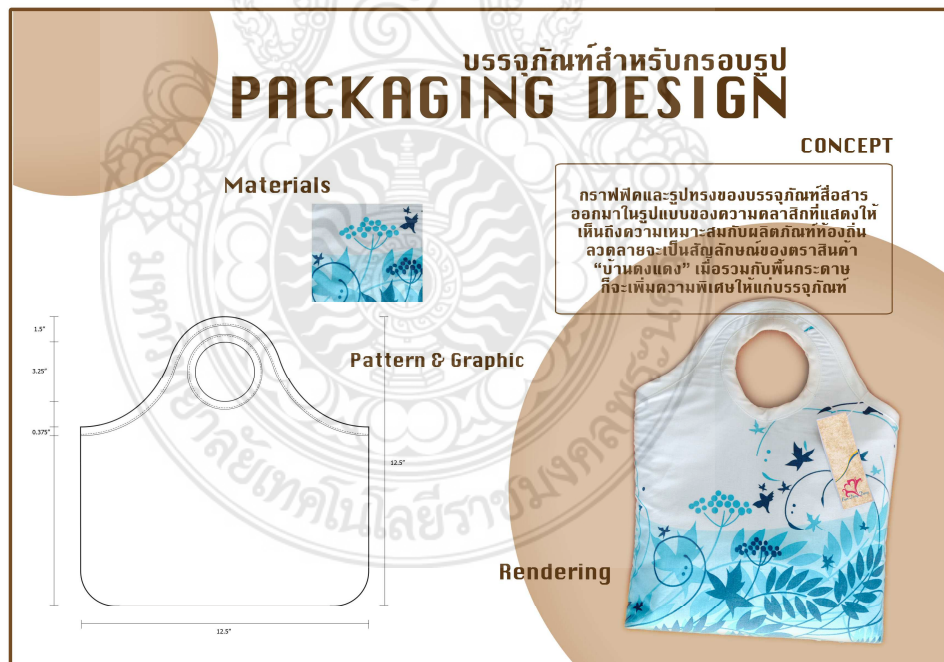 บรรจุภัณฑ์สำหรับกรอบรูป
PACKAGING DESIGN
CONCEPT
กราฟฟิคและรูปทรงของบรรจุภัณฑ์สื่อสาร
ออกมาในรูปแบบของความคลาสิกที่แสดงให้
เห็นถึงความเหมาะสมกับผลิตภัณฑ์ท้องถิ่น
ลวดลายจะเป็นสัญลักษณ์ของตราสินค้า
“บ้านดงแดง” เมื่อรวมกับพื้นกระดาษ
ก็จะเพิ่มความพิเศษให้แก่บรรจุภัณฑ์
Materials
Pattern & Graphic
1.5"
3.25"
0.375"
12.5"
12.5"
Rendering